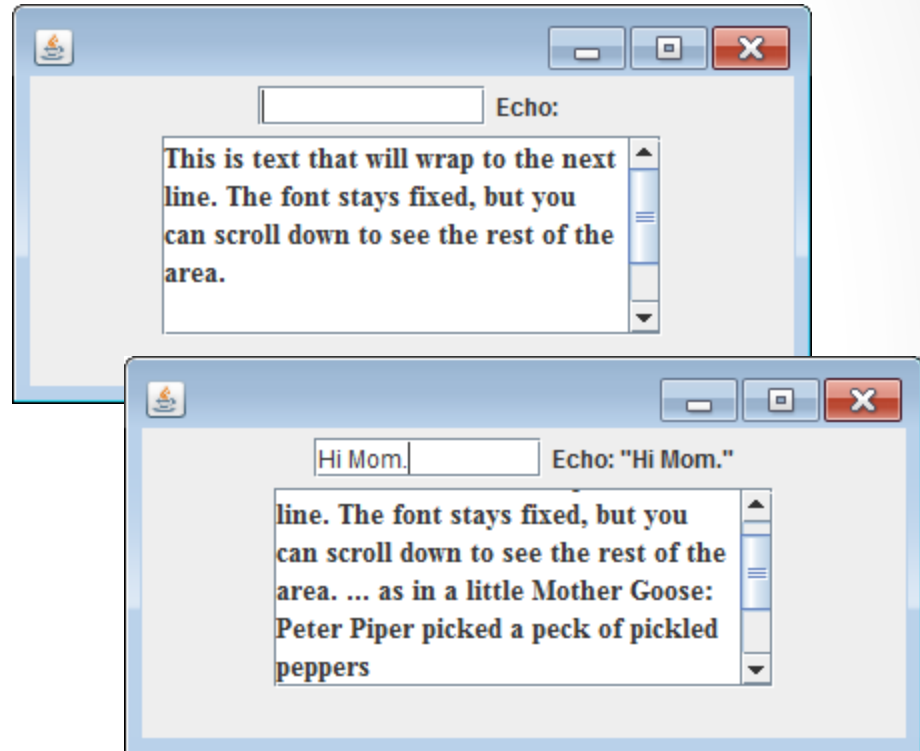 Echo:
This is text that will wrap to the next
line. The font stays fixed, but you
can scroll down to see the rest of the
area.
Hi Mom. Echo: "Hi Mom."
line. The font stays fixed, but you
can scroll down to see the rest of the
area. ... as in a little Mother Goose:
Peter Piper picked a peck of pickled
peppers